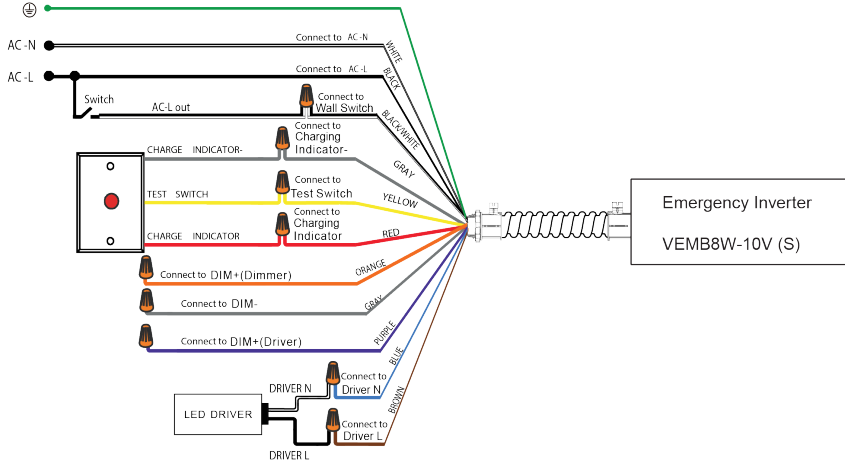 AC-N
Connect to AC-N
WHITE
AC-L
Connect to AC-L
BLACK
Switch
AC-L out
Connect to
Wall Switch
BLACK/WHITE
CHARGE INDICATOR-
Connect to
Charging
Indicator-
GRAY
TEST SWITCH
Connect to
Test Switch
YELLOW
CHARGE INDICATOR
Connect to
Charging
Indicator
RED
Connect to DIM+(Dimmer)
ORANGE
Connect to DIM-
GRAY
Connect to DIM+(Driver)
PURPLE
BLUE
DRIVER N
Connect to
Driver N
BROWN
LED DRIVER
Connect to
Driver L
DRIVER L
Emergency Inverter
VEMB8W-10V (S)